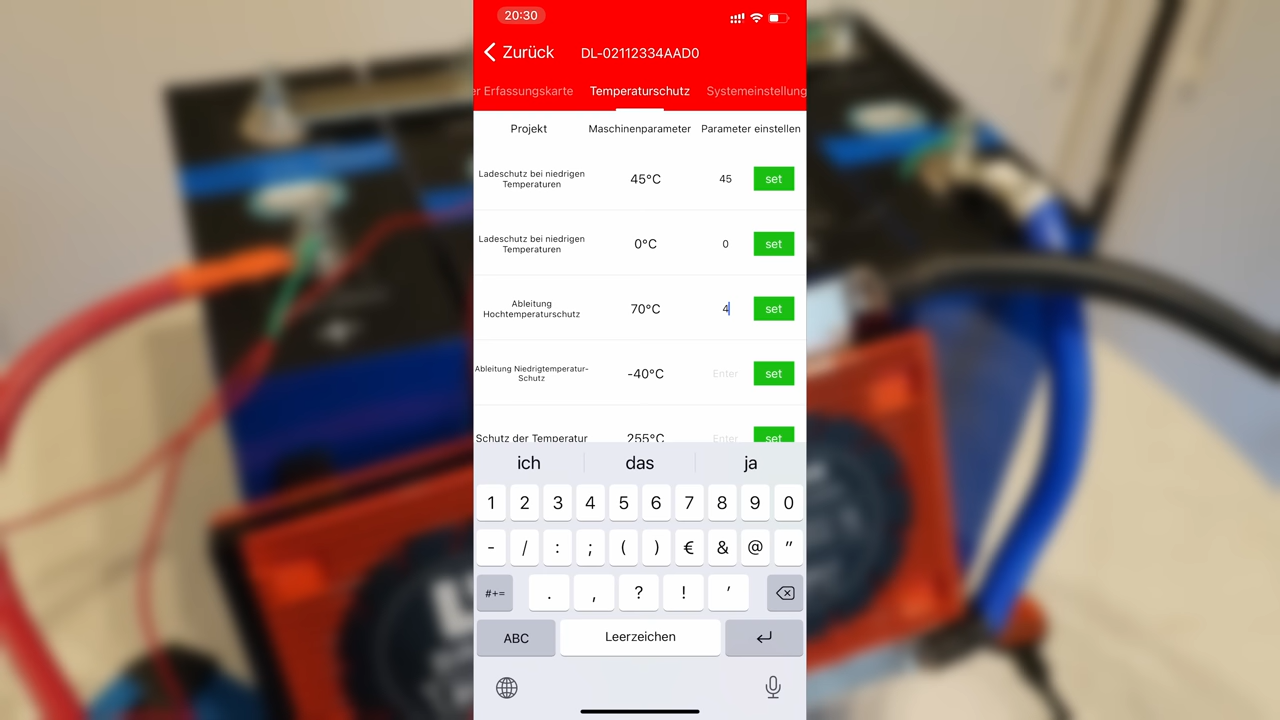 20:30
Zurück DL-02112334AAD0
er Erfassungskarte Temperaturschutz Systemeinstellung
Projekt Maschinenparameter Parameter einstellen
Ladeschutz bei niedrigen
Temperaturen 45°C 45 set
Ladeschutz bei niedrigen
Temperaturen 0°C 0 set
Ableitung
Hochtemperaturschutz 70°C 4 set
Ableitung Niedrigtemperatur-
Schutz -40°C Enter set
Schutz der Temperatur 255°C Enter set
ich das ja
1 2 3 4 5 6 7 8 9 0
- / : ; ( ) € & @ "
#+= . , ? ! '
ABC Leerzeichen